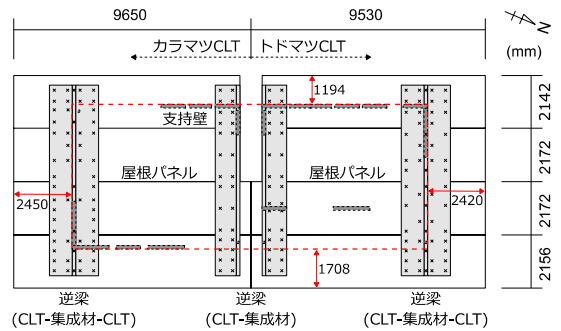 9650
9530
N
カラマツCLT
トドマツCLT
(mm)
1194
2142
支持壁
2172
屋根パネル
屋根パネル
2450
2420
2172
1708
2156
逆梁
(CLT-集成材-CLT)
逆梁
(CLT-集成材)
逆梁
(CLT-集成材-CLT)